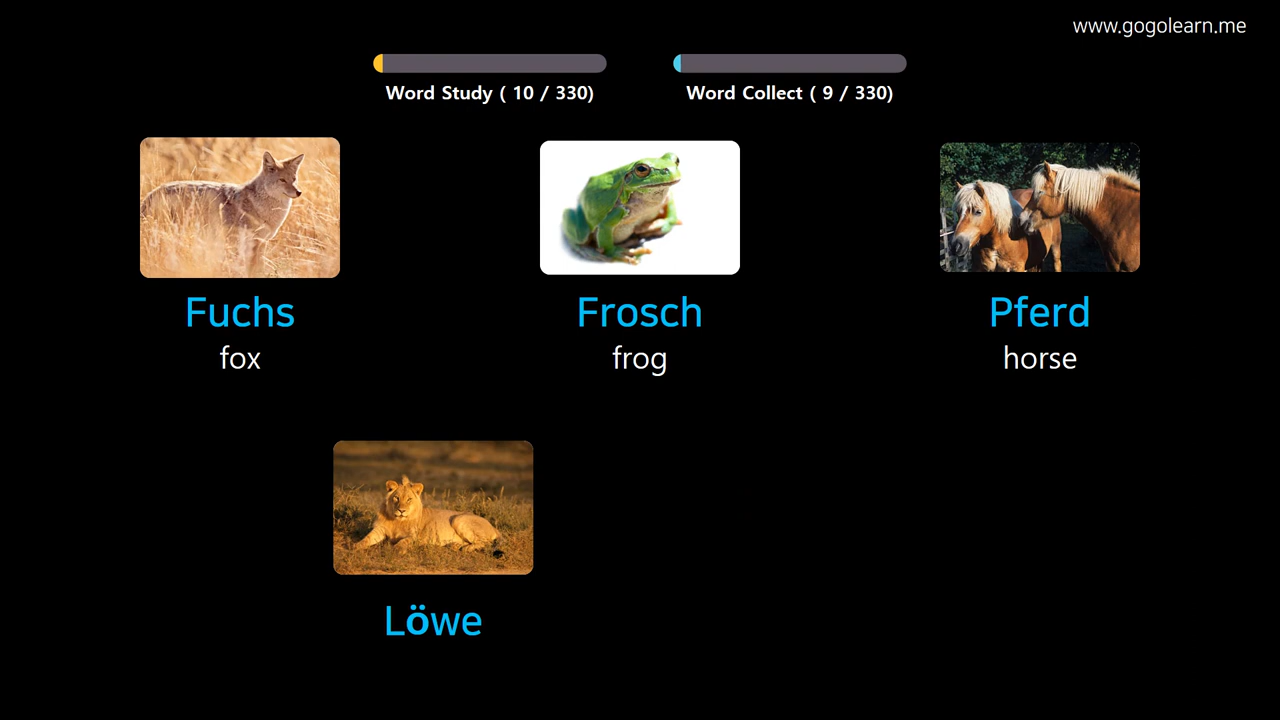 www.gogolearn.me
Word Study ( 10 / 330)
Word Collect ( 9 / 330)
Fuchs
fox
Frosch
frog
Pferd
horse
Löwe